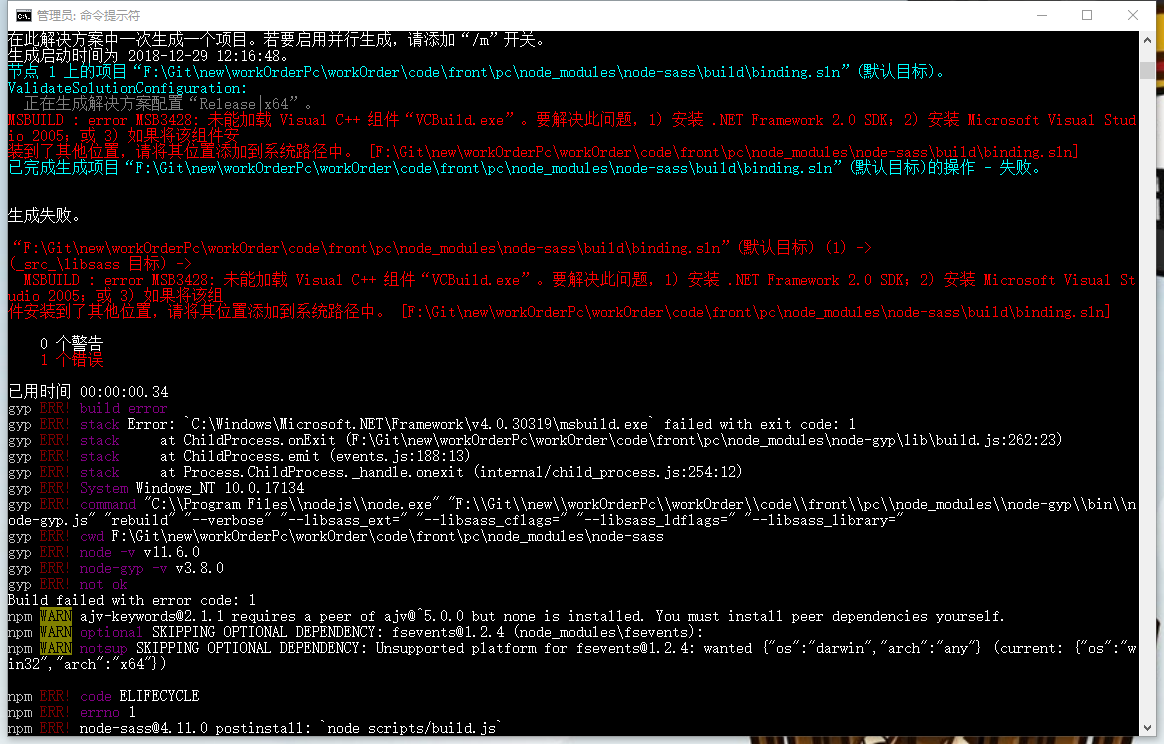 管理员: 命令提示符
在此解决方案中一次生成一个项目。若要启用并行生成，请添加“/m”开关。
生成启动时间为 2018-12-29 12:16:48。
节点 1 上的项目“F:\Git\new\workOrderPc\workOrder\code\front\pc\node_modules\node-sass\build\binding.sln”(默认目标)。
ValidateSolutionConfiguration:
  正在生成解决方案配置“Release|x64”。
MSBUILD : error MSB3428: 未能加载 Visual C++ 组件“VCBuild.exe”。要解决此问题，1) 安装 .NET Framework 2.0 SDK；2) 安装 Microsoft Visual Stud
io 2005；或 3) 如果将该组件安
装到了其他位置，请将其位置添加到系统路径中。 [F:\Git\new\workOrderPc\workOrder\code\front\pc\node_modules\node-sass\build\binding.sln]
已完成生成项目“F:\Git\new\workOrderPc\workOrder\code\front\pc\node_modules\node-sass\build\binding.sln”(默认目标)的操作 - 失败。
生成失败。
“F:\Git\new\workOrderPc\workOrder\code\front\pc\node_modules\node-sass\build\binding.sln”(默认目标) (1) ->
(_src_\libsass 目标) ->
  MSBUILD : error MSB3428: 未能加载 Visual C++ 组件“VCBuild.exe”。要解决此问题，1) 安装 .NET Framework 2.0 SDK；2) 安装 Microsoft Visual St
udio 2005；或 3) 如果将该组
件安装到了其他位置，请将其位置添加到系统路径中。 [F:\Git\new\workOrderPc\workOrder\code\front\pc\node_modules\node-sass\build\binding.sln]
    0 个警告
    1 个错误
已用时间 00:00:00.34
gyp ERR! build error
gyp ERR! stack Error: `C:\Windows\Microsoft.NET\Framework\v4.0.30319\msbuild.exe` failed with exit code: 1
gyp ERR! stack     at ChildProcess.onExit (F:\Git\new\workOrderPc\workOrder\code\front\pc\node_modules\node-gyp\lib\build.js:262:23)
gyp ERR! stack     at ChildProcess.emit (events.js:188:13)
gyp ERR! stack     at Process.ChildProcess._handle.onexit (internal/child_process.js:254:12)
gyp ERR! System Windows_NT 10.0.17134
gyp ERR! command "C:\\Program Files\\nodejs\\node.exe" "F:\\Git\\new\\workOrderPc\\workOrder\\code\\front\\pc\\node_modules\\node-gyp\\bin\\n
ode-gyp.js" "rebuild" "--verbose" "--libsass_ext=" "--libsass_cflags=" "--libsass_ldflags=" "--libsass_library="
gyp ERR! cwd F:\Git\new\workOrderPc\workOrder\code\front\pc\node_modules\node-sass
gyp ERR! node -v v11.6.0
gyp ERR! node-gyp -v v3.8.0
gyp ERR! not ok
Build failed with error code: 1
npm WARN ajv-keywords@2.1.1 requires a peer of ajv@^5.0.0 but none is installed. You must install peer dependencies yourself.
npm WARN optional SKIPPING OPTIONAL DEPENDENCY: fsevents@1.2.4 (node_modules\fsevents):
npm WARN notsup SKIPPING OPTIONAL DEPENDENCY: Unsupported platform for fsevents@1.2.4: wanted {"os":"darwin","arch":"any"} (current: {"os":"w
in32","arch":"x64"})
npm ERR! code ELIFECYCLE
npm ERR! errno 1
npm ERR! node-sass@4.11.0 postinstall: `node scripts/build.js`